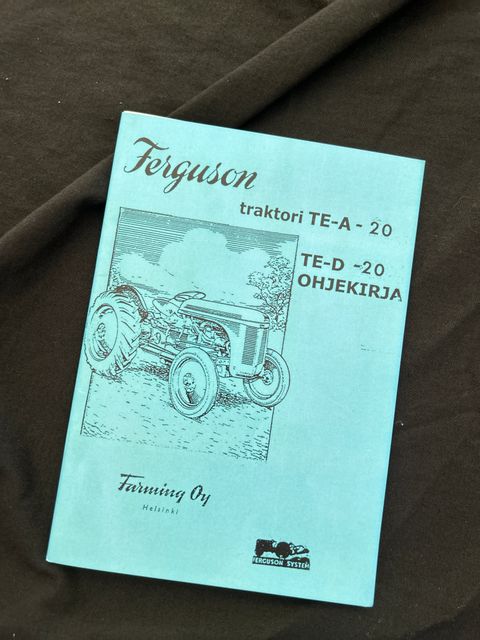 Ferguson
traktori TE-A - 20
TE-D -20
OHJEKIRJA
Farming Oy
Helsinki
FERGUSON SYSTEM